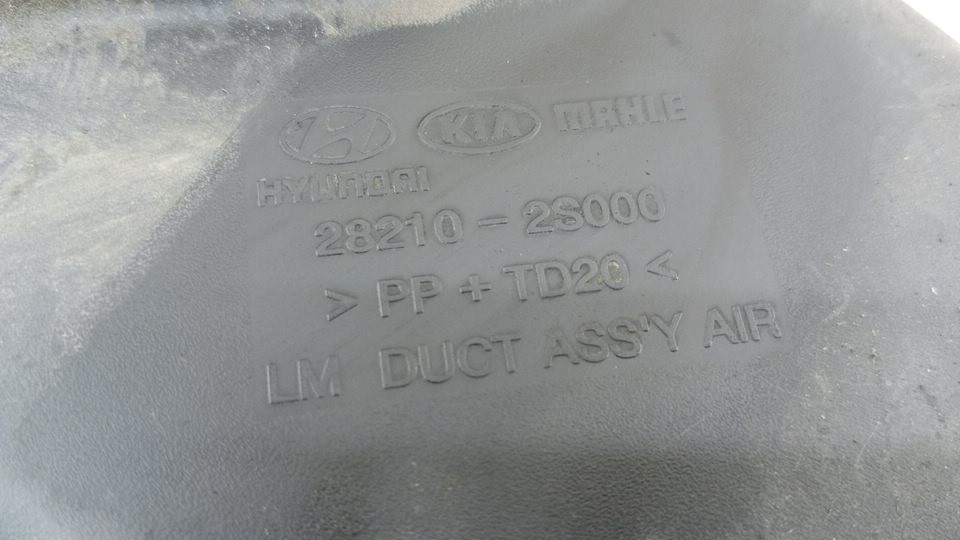 KIA MAHLE
HYUNDAI
28210 - 2S000
> PP + TD20 <
LM DUCT ASS'Y AIR